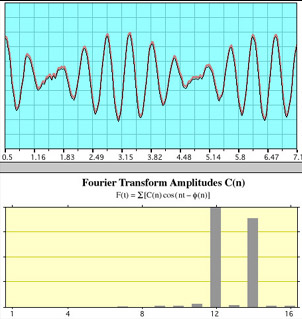 0.5 1.16 1.83 2.49 3.15 3.82 4.48 5.14 5.8 6.47 7.1
Fourier Transform Amplitudes C(n)
F(t) = Σ[C(n) cos(nt − ϕ(n)]
1 4 8 12 16